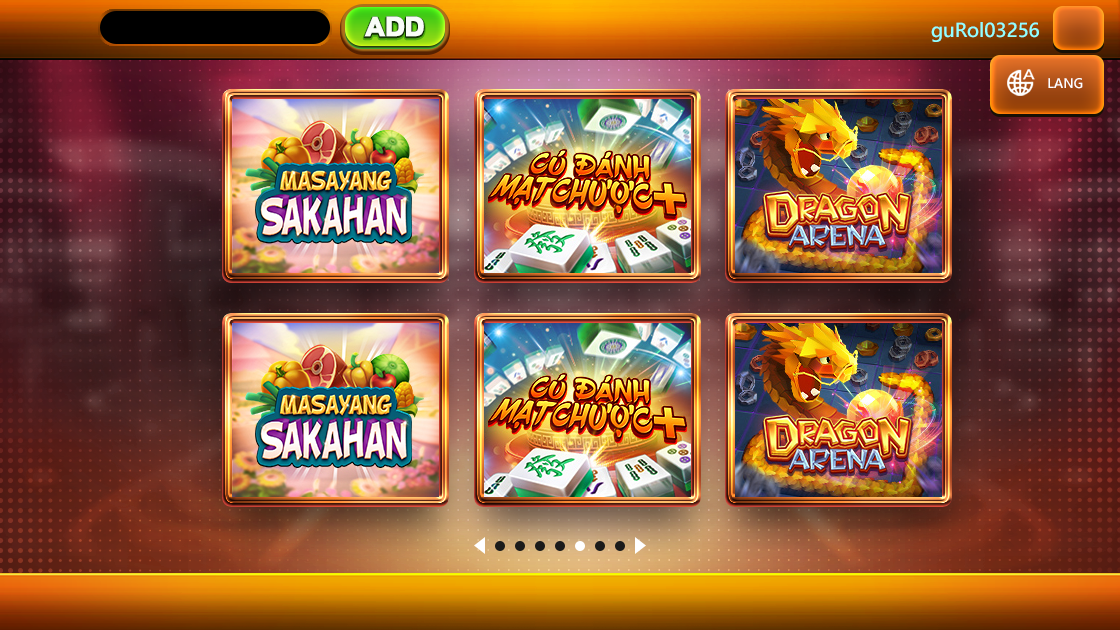 ADD
guRol03256
LANG
MASAYANG
SAKAHAN
CÚ ĐÁNH
MẠT CHƯỢC+
DRAGON
ARENA
MASAYANG
SAKAHAN
CÚ ĐÁNH
MẠT CHƯỢC+
DRAGON
ARENA